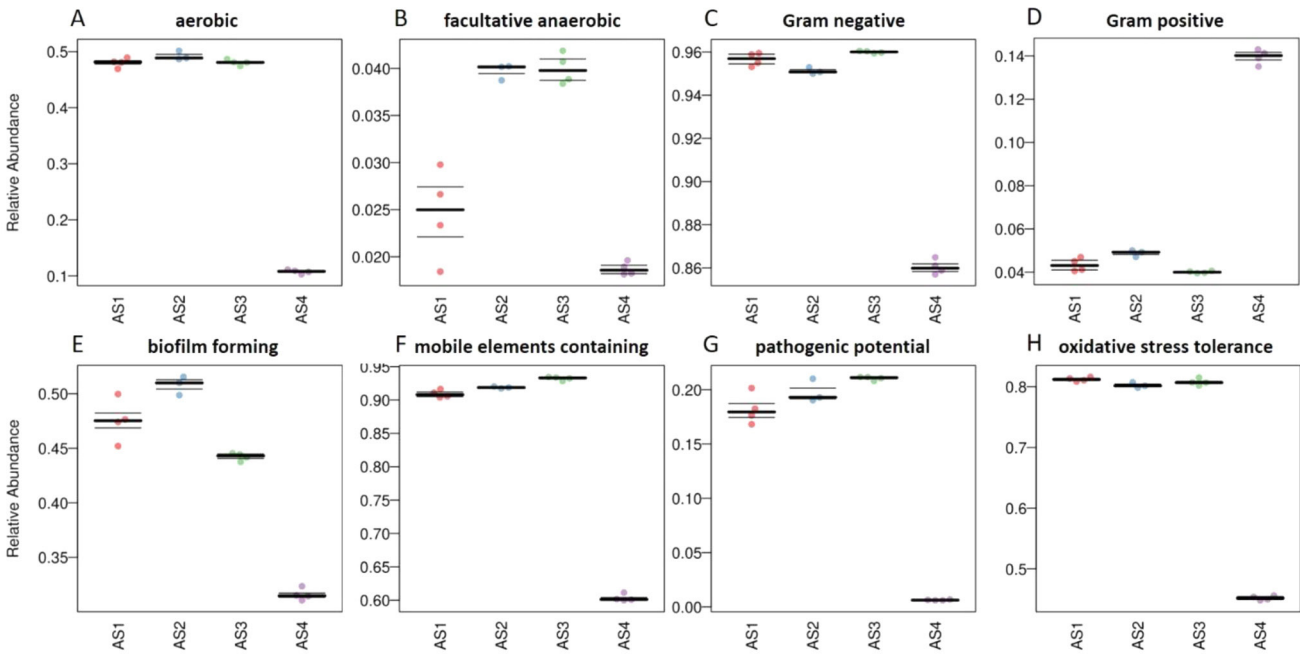 A aerobic
B facultative anaerobic
C Gram negative
D Gram positive
Relative Abundance
0.5
0.4
0.3
0.2
0.1
0.040
0.035
0.030
0.025
0.020
0.96
0.94
0.92
0.90
0.88
0.86
0.14
0.12
0.10
0.08
0.06
0.04
AS1 AS2 AS3 AS4
AS1 AS2 AS3 AS4
AS1 AS2 AS3 AS4
AS1 AS2 AS3 AS4
E biofilm forming
F mobile elements containing
G pathogenic potential
H oxidative stress tolerance
Relative Abundance
0.50
0.45
0.40
0.35
0.95
0.90
0.85
0.80
0.75
0.70
0.65
0.60
0.20
0.15
0.10
0.05
0.00
0.8
0.7
0.6
0.5
AS1 AS2 AS3 AS4
AS1 AS2 AS3 AS4
AS1 AS2 AS3 AS4
AS1 AS2 AS3 AS4